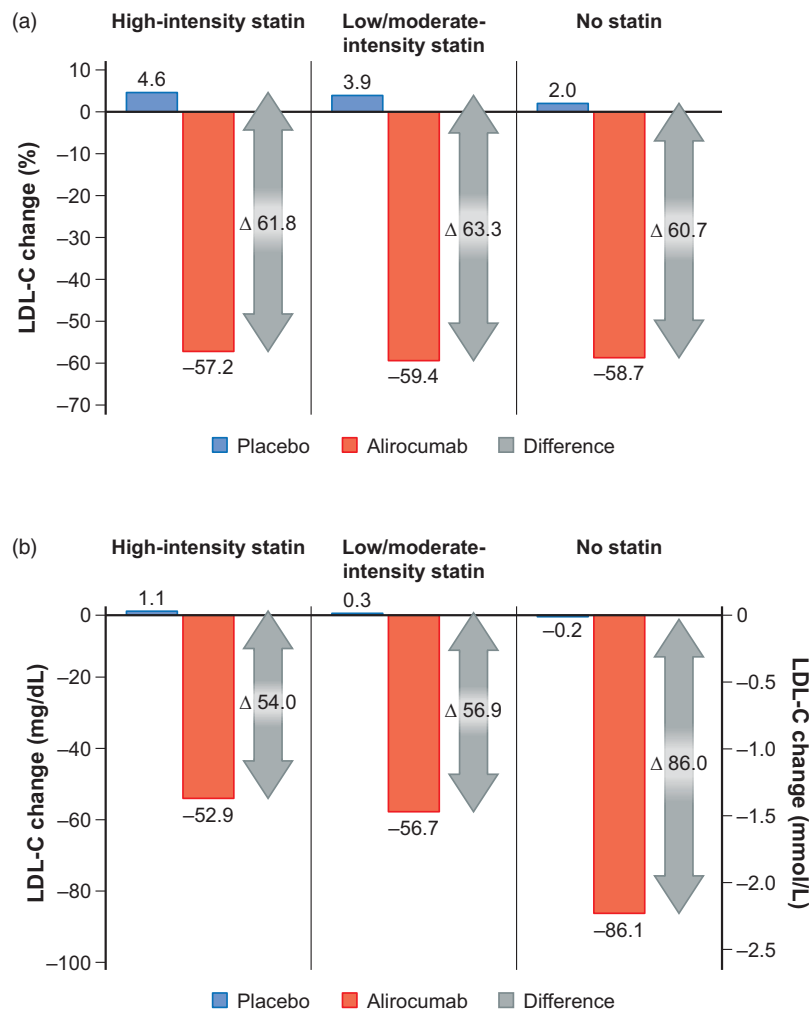 (a)
High-intensity statin
Low/moderate-
intensity statin
No statin
LDL-C change (%)
10
0
–10
–20
–30
–40
–50
–60
–70
4.6
–57.2
Δ 61.8
3.9
–59.4
Δ 63.3
2.0
–58.7
Δ 60.7
Placebo
Alirocumab
Difference
(b)
High-intensity statin
Low/moderate-
intensity statin
No statin
LDL-C change (mg/dL)
0
–20
–40
–60
–80
–100
1.1
–52.9
Δ 54.0
0.3
–56.7
Δ 56.9
–0.2
–86.1
Δ 86.0
0
–0.5
–1.0
–1.5
–2.0
–2.5
LDL-C change (mmol/L)
Placebo
Alirocumab
Difference